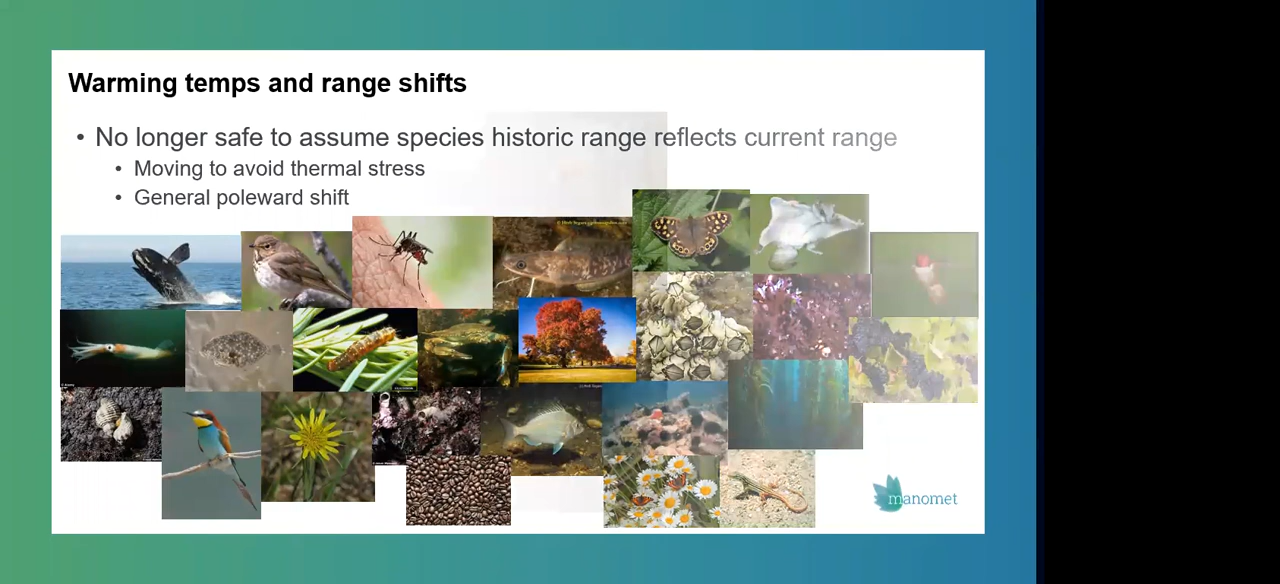 Warming temps and range shifts
• No longer safe to assume species historic range reflects current range
• Moving to avoid thermal stress
• General poleward shift
manomet